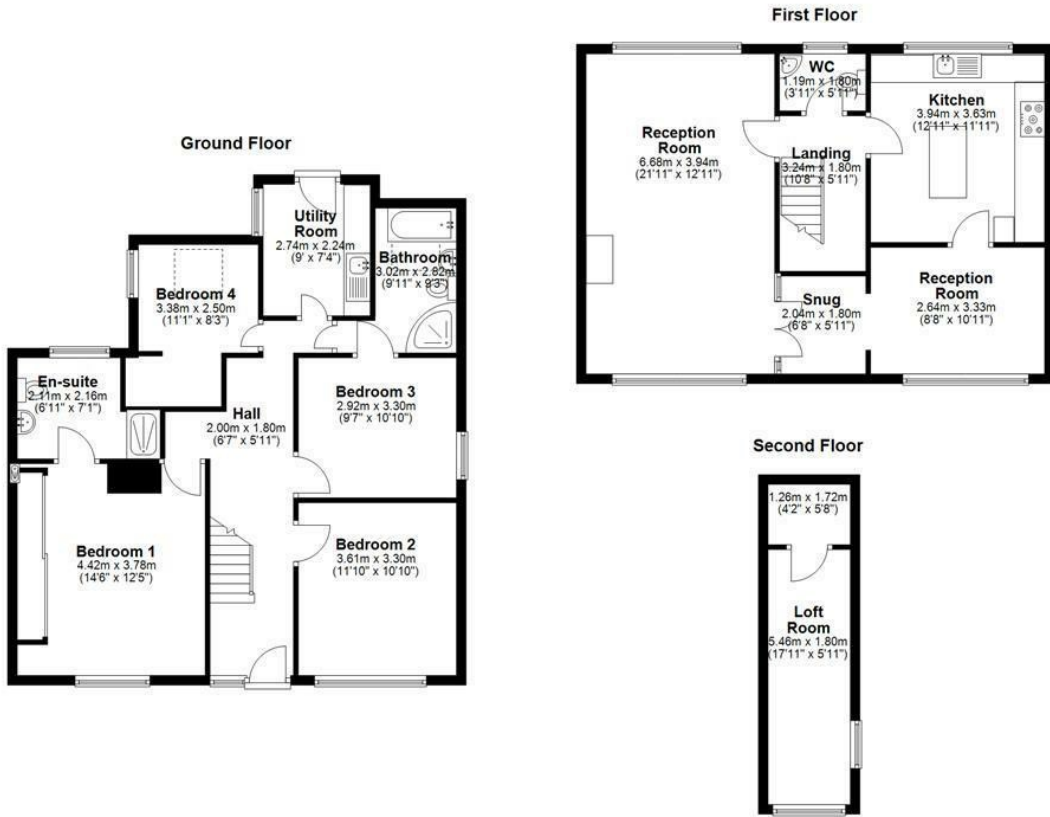 First Floor
WC
1.19m x 1.80m
(3'11" x 5'11")
Kitchen
3.94m x 3.63m
(12'11" x 11'11")
Reception
Room
6.68m x 3.94m
(21'11" x 12'11")
Landing
3.24m x 1.80m
(10'8" x 5'11")
Snug
2.04m x 1.80m
(6'8" x 5'11")
Reception
Room
2.64m x 3.33m
(8'8" x 10'11")
Ground Floor
Utility
Room
2.74m x 2.24m
(9' x 7'4")
Bathroom
3.02m x 2.82m
(9'11" x 9'3")
Bedroom 4
3.38m x 2.50m
(11'1" x 8'3")
En-suite
2.11m x 2.16m
(6'11" x 7'1")
Hall
2.00m x 1.80m
(6'7" x 5'11")
Bedroom 3
2.92m x 3.30m
(9'7" x 10'10")
Bedroom 1
4.42m x 3.78m
(14'6" x 12'5")
Bedroom 2
3.61m x 3.30m
(11'10" x 10'10")
Second Floor
1.26m x 1.72m
(4'2" x 5'8")
Loft
Room
5.46m x 1.80m
(17'11" x 5'11")